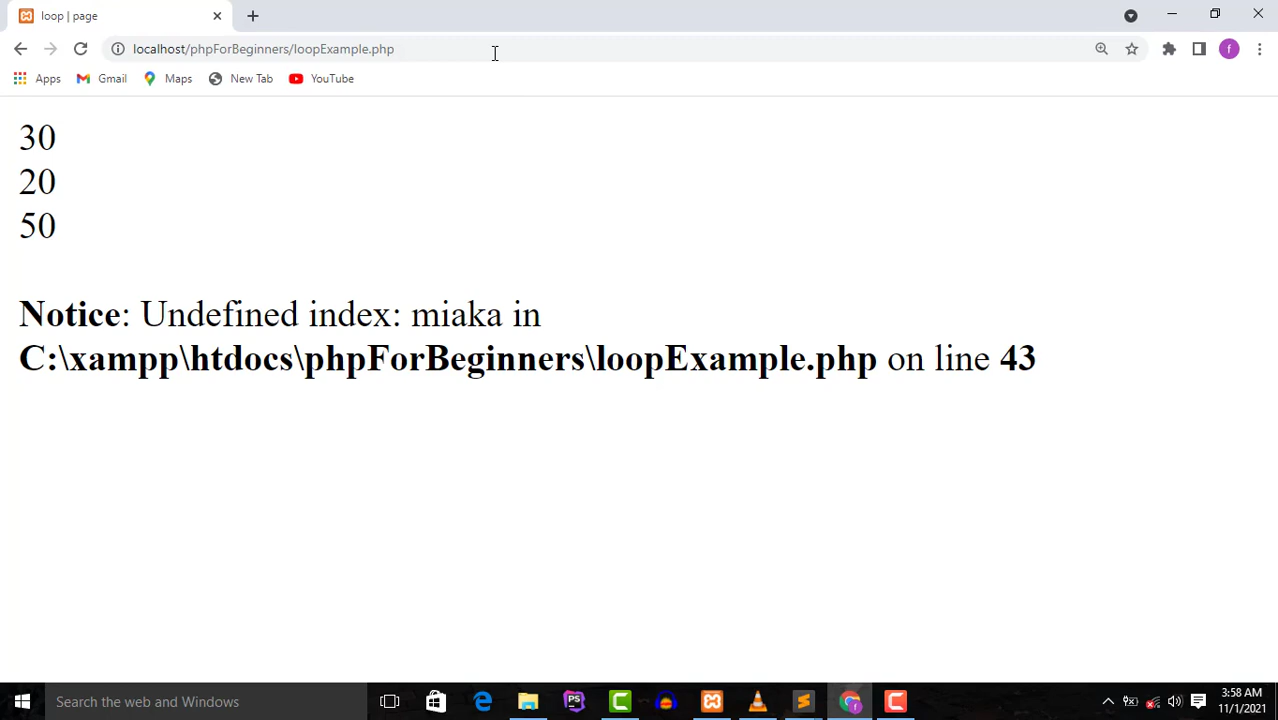 loop | page
localhost/phpForBeginners/loopExample.php
f
Apps
Gmail
Maps
New Tab
YouTube
30
20
50
Notice: Undefined index: miaka in
C:\xampp\htdocs\phpForBeginners\loopExample.php on line 43
Search the web and Windows
PS
f
3:58 AM
11/1/2021